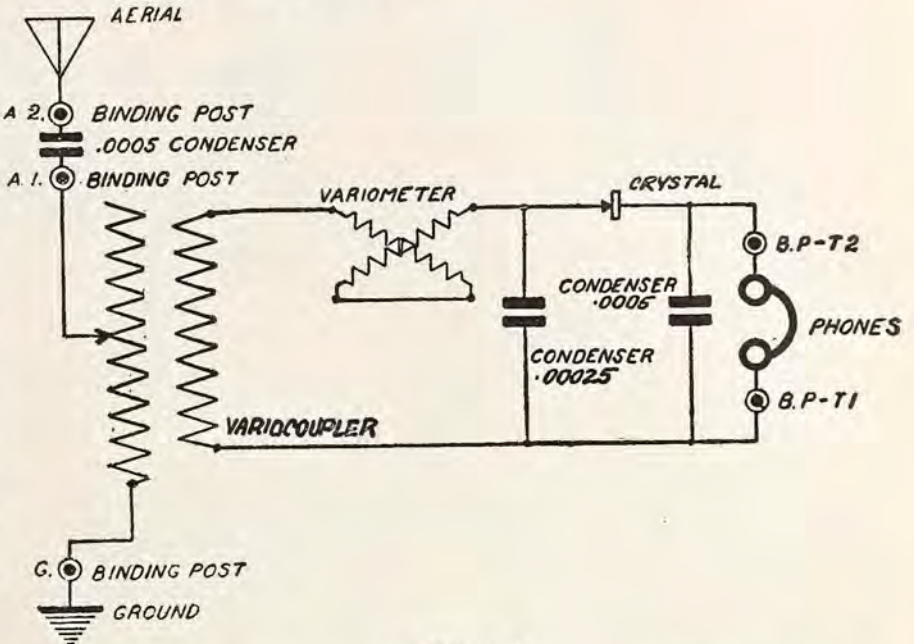 AERIAL
A 2. BINDING POST
.0005 CONDENSER
A. 1. BINDING POST
VARIOMETER
CRYSTAL
B.P-T2
CONDENSER
.0005
PHONES
CONDENSER
.00025
B.P-T1
VARIOCOUPLER
G. BINDING POST
GROUND